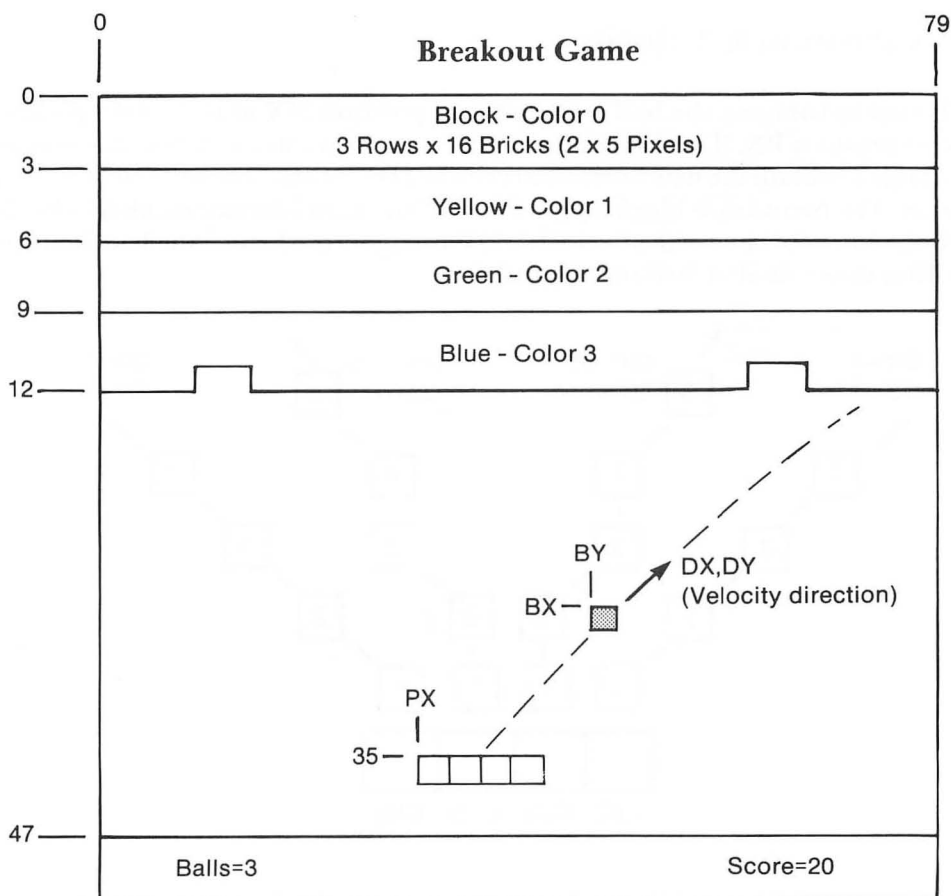 0 79
Breakout Game
0
Block - Color 0
3 Rows x 16 Bricks (2 x 5 Pixels)
3
Yellow - Color 1
6
Green - Color 2
9
Blue - Color 3
12
BY
DX,DY
BX
(Velocity direction)
PX
35
47
Balls=3 Score=20